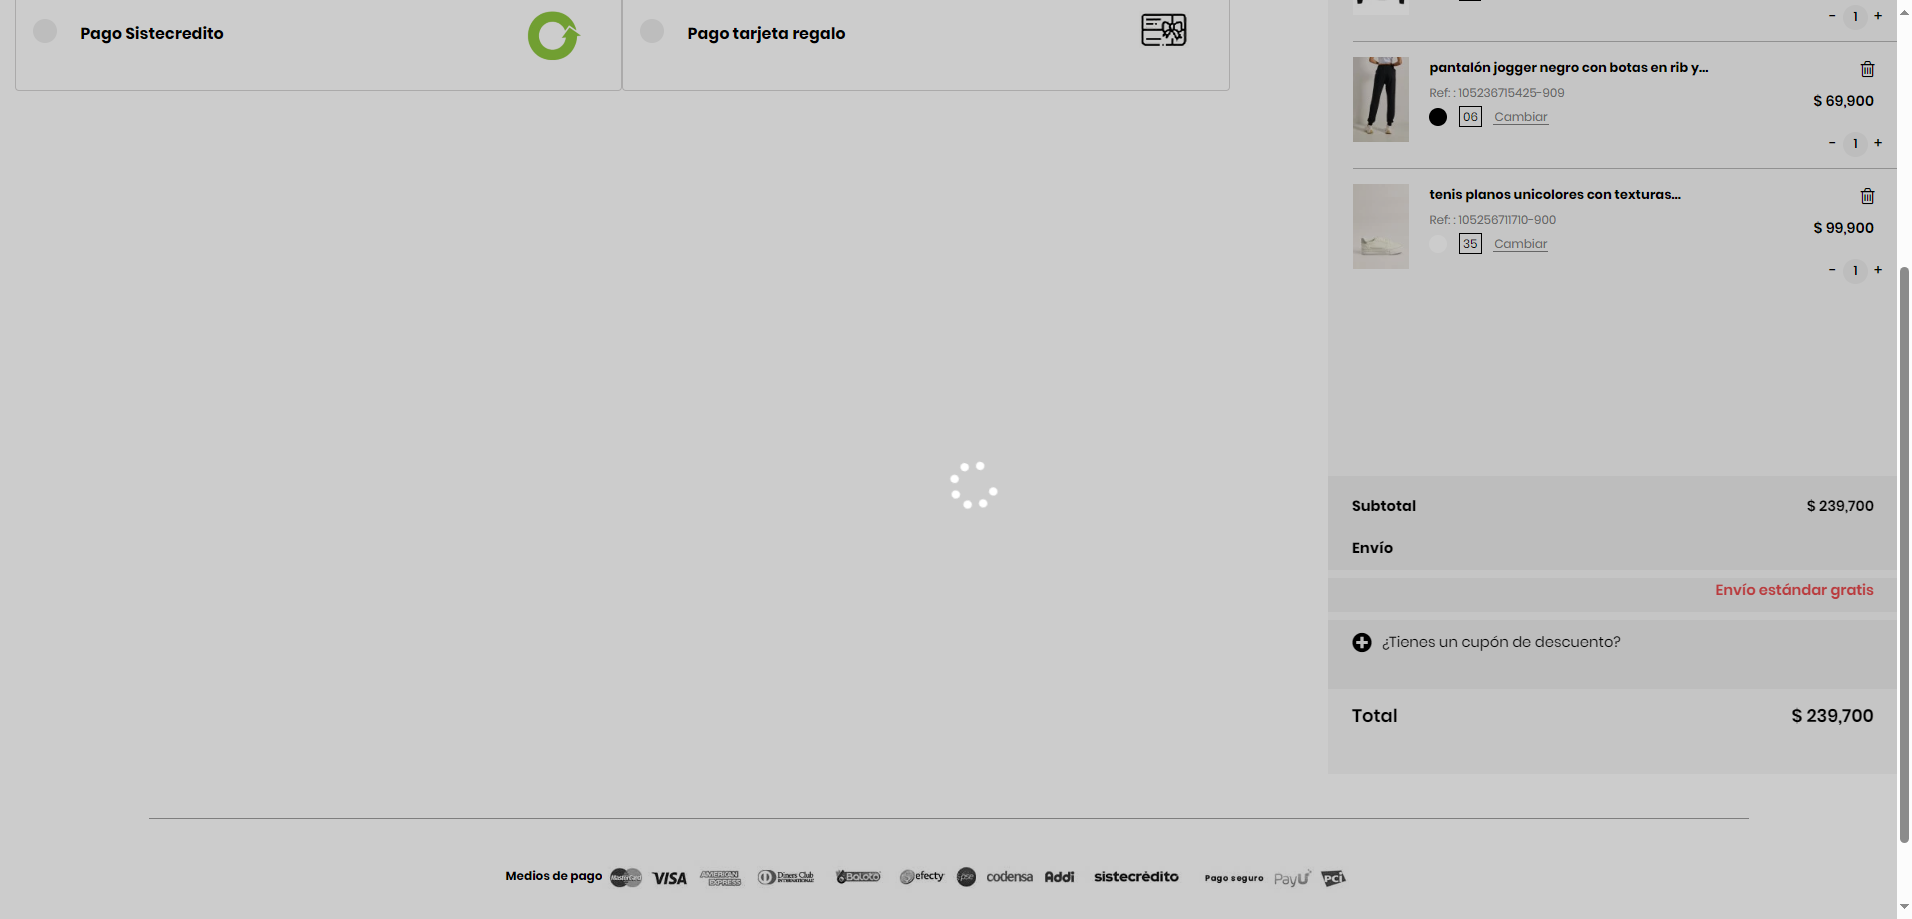 Pago Sistecredito
Pago tarjeta regalo
- 1 +
pantalón jogger negro con botas en rib y...
Ref: : 105236715425-909
$ 69,900
06 Cambiar
- 1 +
tenis planos unicolores con texturas...
Ref: : 105256711710-900
$ 99,900
35 Cambiar
- 1 +
Subtotal $ 239,700
Envío
Envío estándar gratis
¿Tienes un cupón de descuento?
Total $ 239,700
Medios de pago MasterCard VISA AMERICAN EXPRESS Diners Club INTERNATIONAL Baloto efecty pse codensa Addi sistecrédito Pago seguro PayU PCI